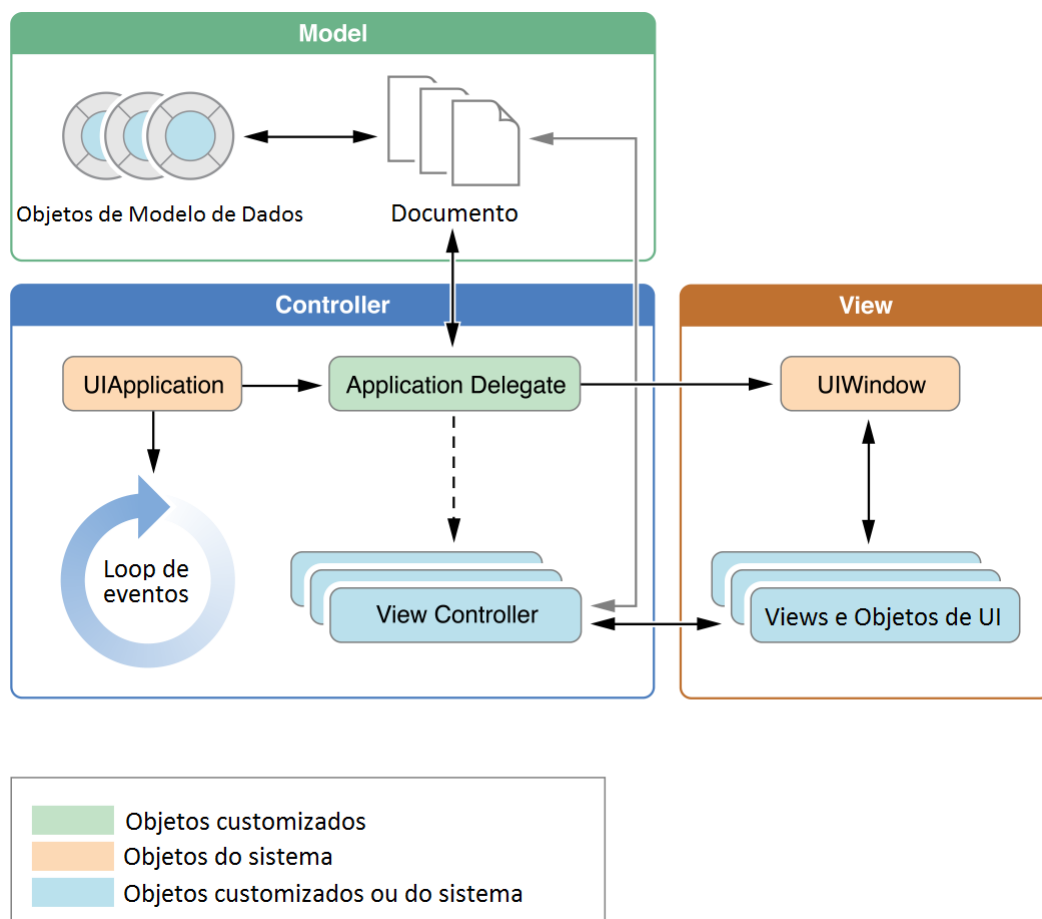 Model
Objetos de Modelo de Dados
Documento
Controller
View
UIApplication
Application Delegate
UIWindow
Loop de
eventos
View Controller
Views e Objetos de UI
Objetos customizados
Objetos do sistema
Objetos customizados ou do sistema